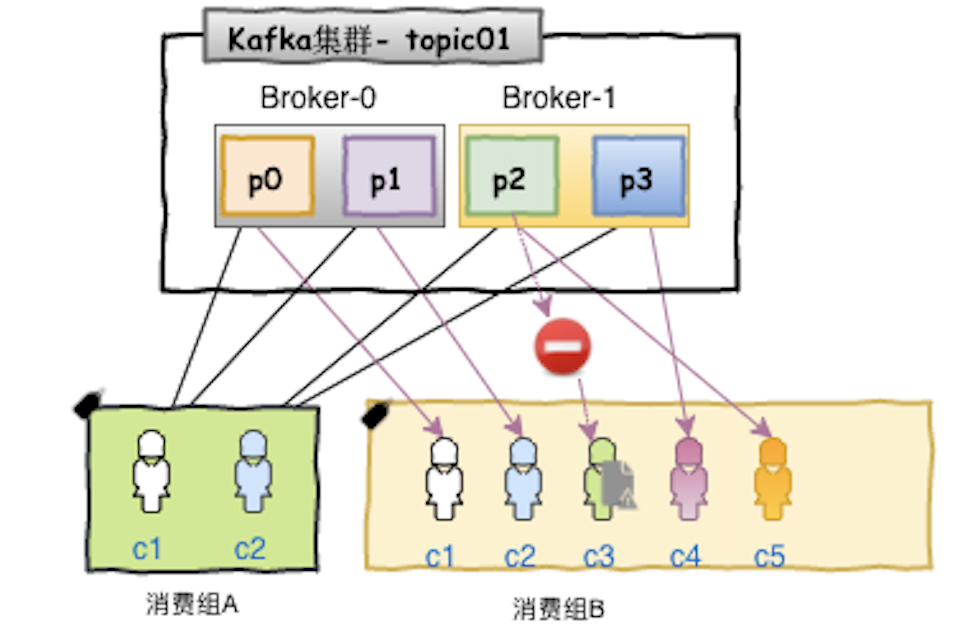 Kafka集群- topic01
Broker-0
Broker-1
p0
p1
p2
p3
c1
c2
c1
c2
c3
c4
c5
消费组A
消费组B